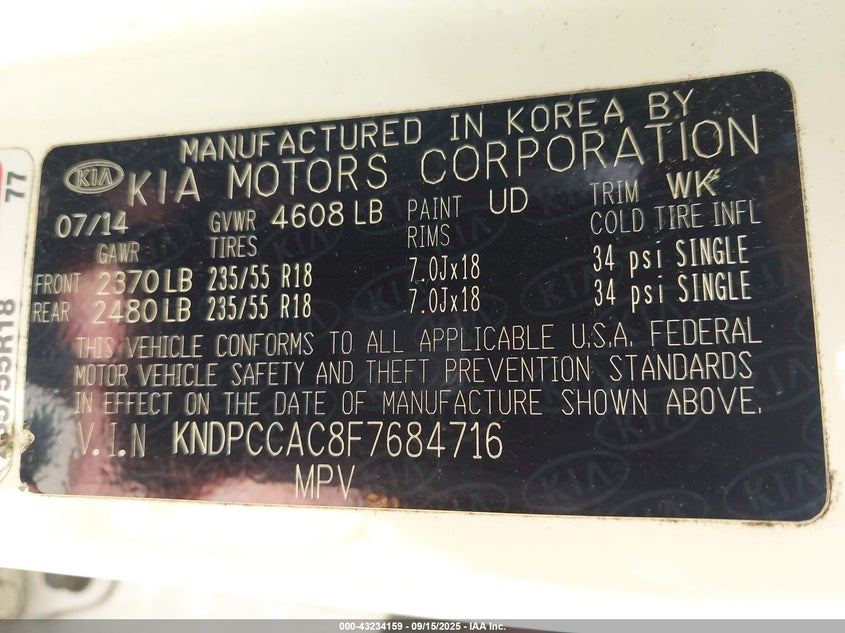 MANUFACTURED IN KOREA BY
KIA KIA MOTORS CORPORATION
07/14 GVWR 4608 LB PAINT UD TRIM WK
GAWR TIRES RIMS COLD TIRE INFL
FRONT 2370 LB 235/55 R18 7.0Jx18 34 psi SINGLE
REAR 2480 LB 235/55 R18 7.0Jx18 34 psi SINGLE
THIS VEHICLE CONFORMS TO ALL APPLICABLE U.S.A. FEDERAL
MOTOR VEHICLE SAFETY AND THEFT PREVENTION STANDARDS
IN EFFECT ON THE DATE OF MANUFACTURE SHOWN ABOVE.
V.I.N KNDPCCAC8F7684716
MPV
77
000-43234159 - 09/15/2025 - IAA Inc.